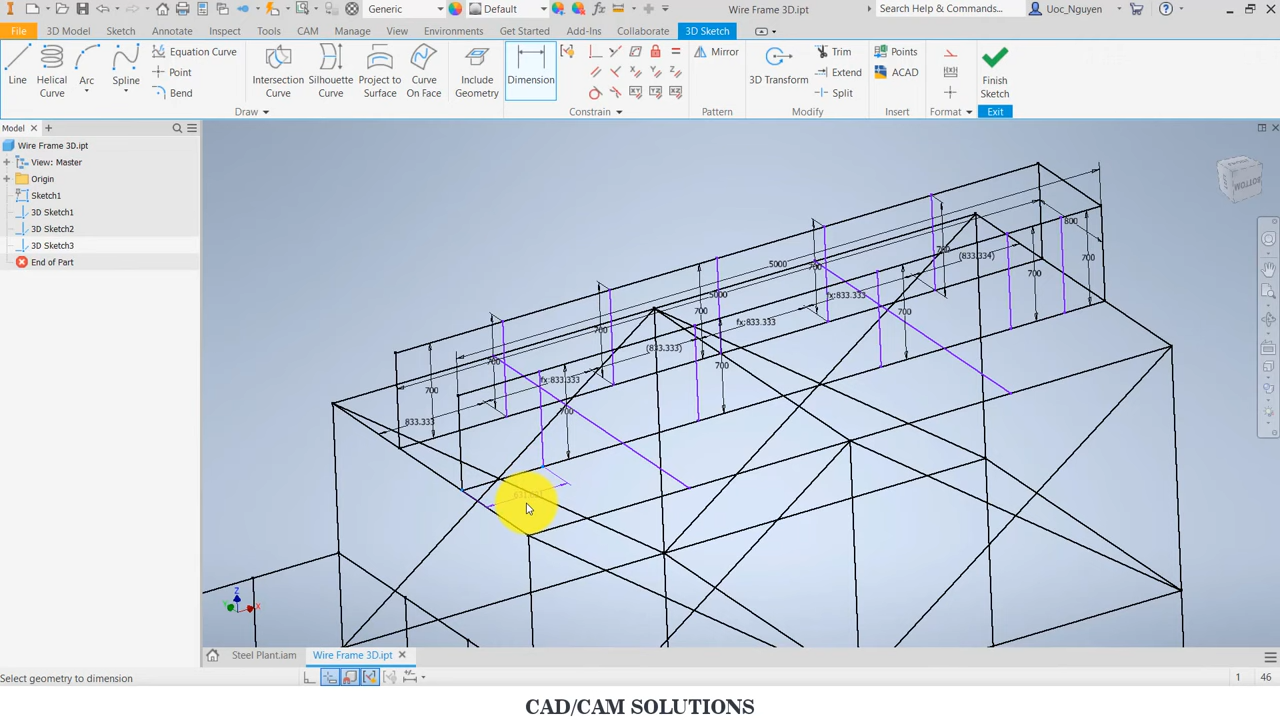 Generic
Default
Wire Frame 3D.ipt
Search Help & Commands...
Uoc_Nguyen
File
3D Model
Sketch
Annotate
Inspect
Tools
CAM
Manage
View
Environments
Get Started
Add-Ins
Collaborate
3D Sketch
Line
Helical Curve
Arc
Spline
Equation Curve
Point
Bend
Intersection Curve
Silhouette Curve
Project to Surface
Curve On Face
Include Geometry
Dimension
Mirror
3D Transform
Trim
Extend
Split
Points
ACAD
Finish Sketch
Draw
Constrain
Pattern
Modify
Insert
Format
Exit
Model
Wire Frame 3D.ipt
View: Master
Origin
Sketch1
3D Sketch1
3D Sketch2
3D Sketch3
End of Part
BOTTOM
800
5000
(833.334)
700
700
fx:833.333
5000
700
700
fx:833.333
(833.333)
700
fx:833.333
700
700
833.333
Z
X
Steel Plant.iam
Wire Frame 3D.ipt
Select geometry to dimension
1
46
CAD/CAM SOLUTIONS